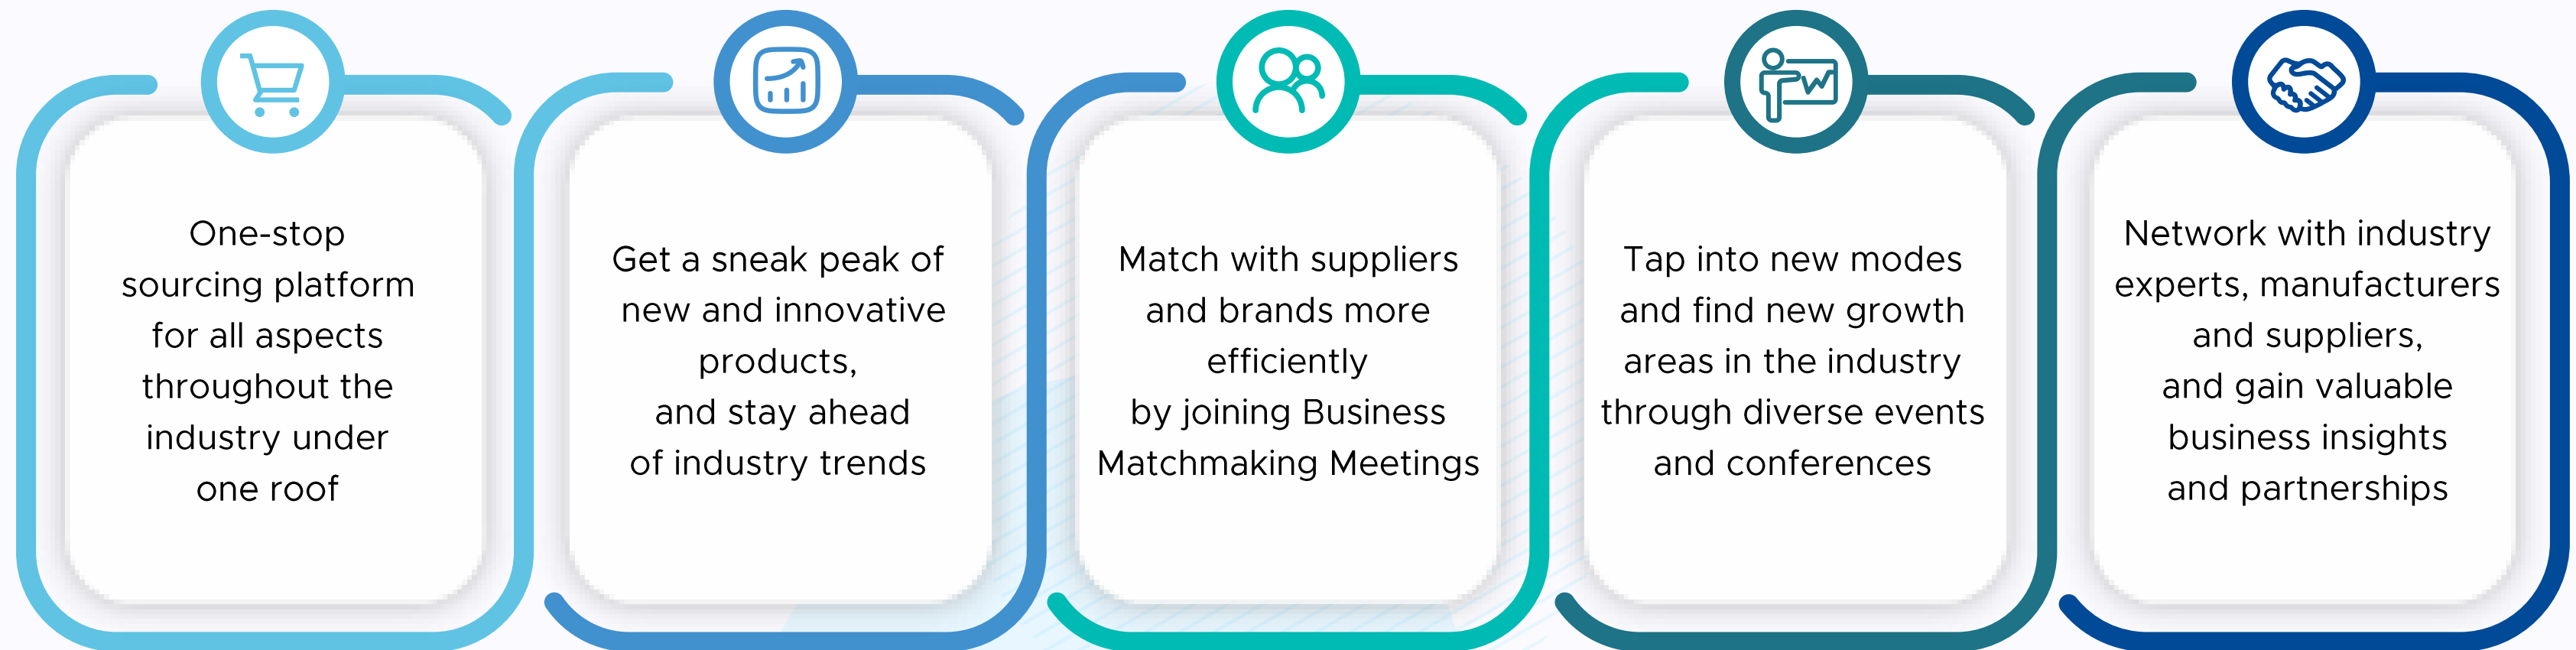 One-stop
sourcing platform
for all aspects
throughout the
industry under
one roof
Get a sneak peak of
new and innovative
products,
and stay ahead
of industry trends
Match with suppliers
and brands more
efficiently
by joining Business
Matchmaking Meetings
Tap into new modes
and find new growth
areas in the industry
through diverse events
and conferences
Network with industry
experts, manufacturers
and suppliers,
and gain valuable
business insights
and partnerships